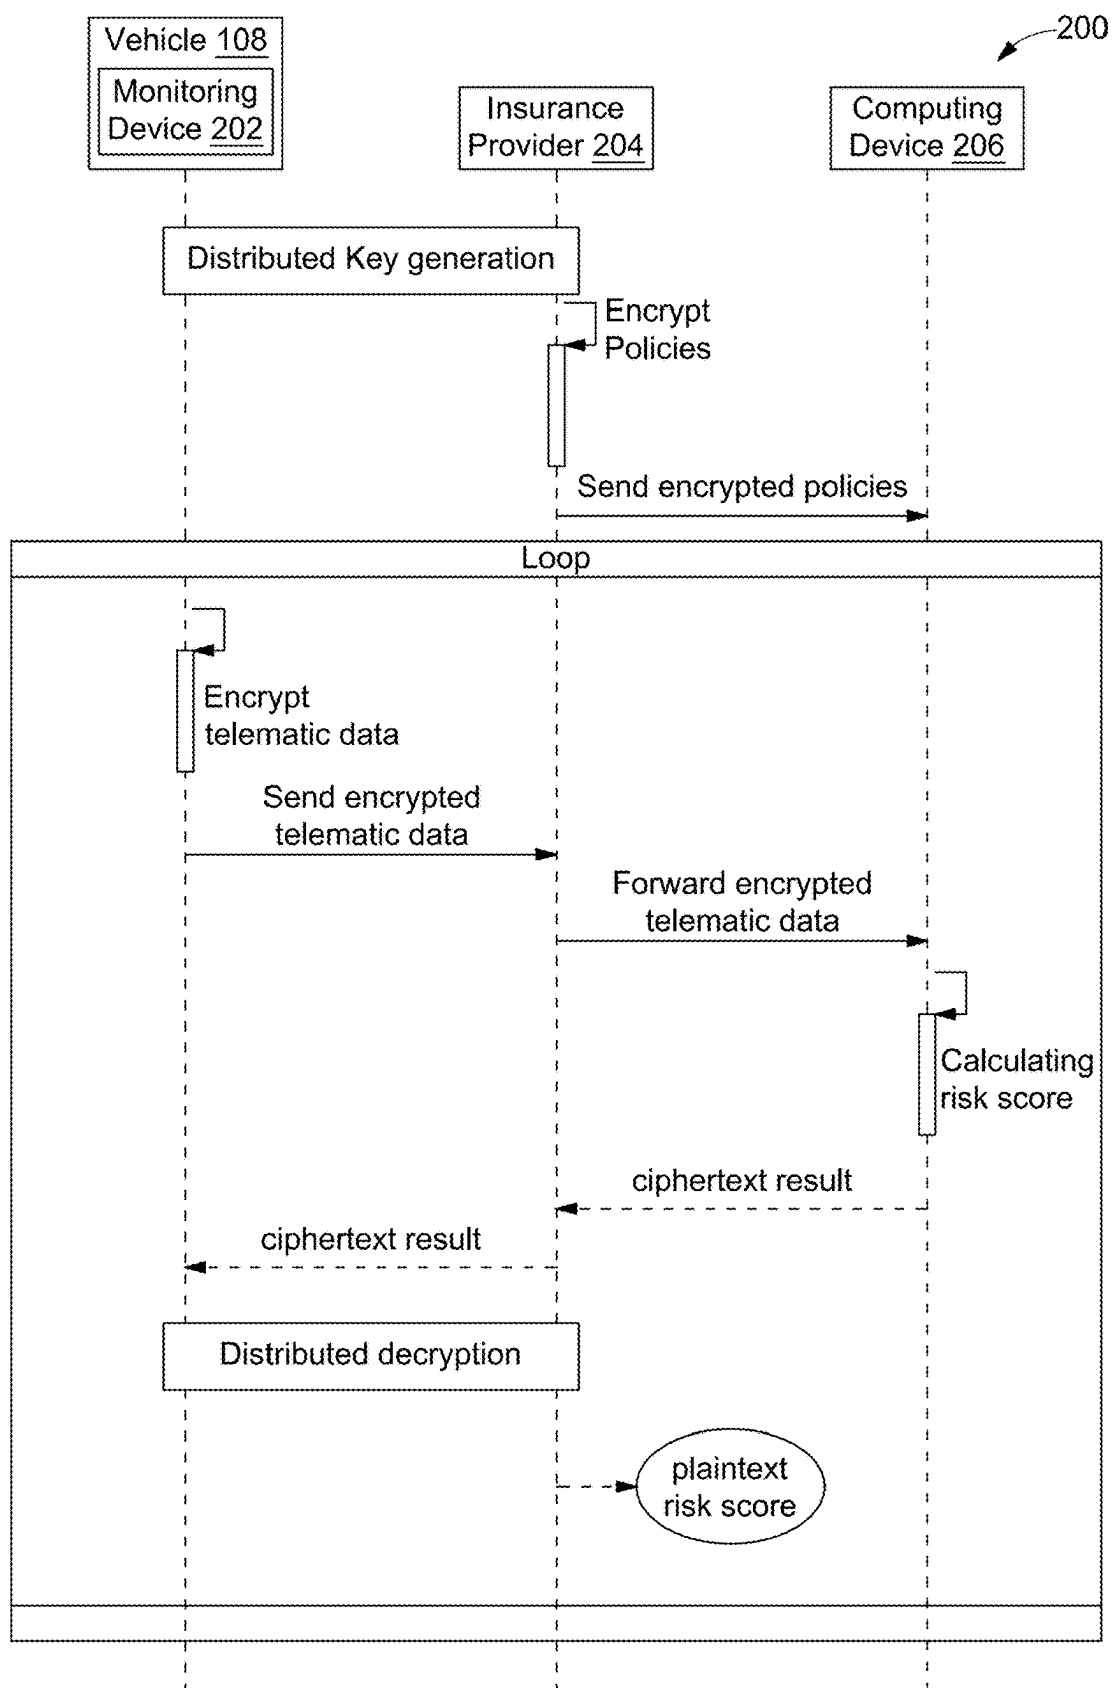 200
Vehicle 108
Monitoring
Device 202
Insurance
Provider 204
Computing
Device 206
Distributed Key generation
Encrypt
Policies
Send encrypted policies
Loop
Encrypt
telematic data
Send encrypted
telematic data
Forward encrypted
telematic data
Calculating
risk score
ciphertext result
ciphertext result
Distributed decryption
plaintext
risk score